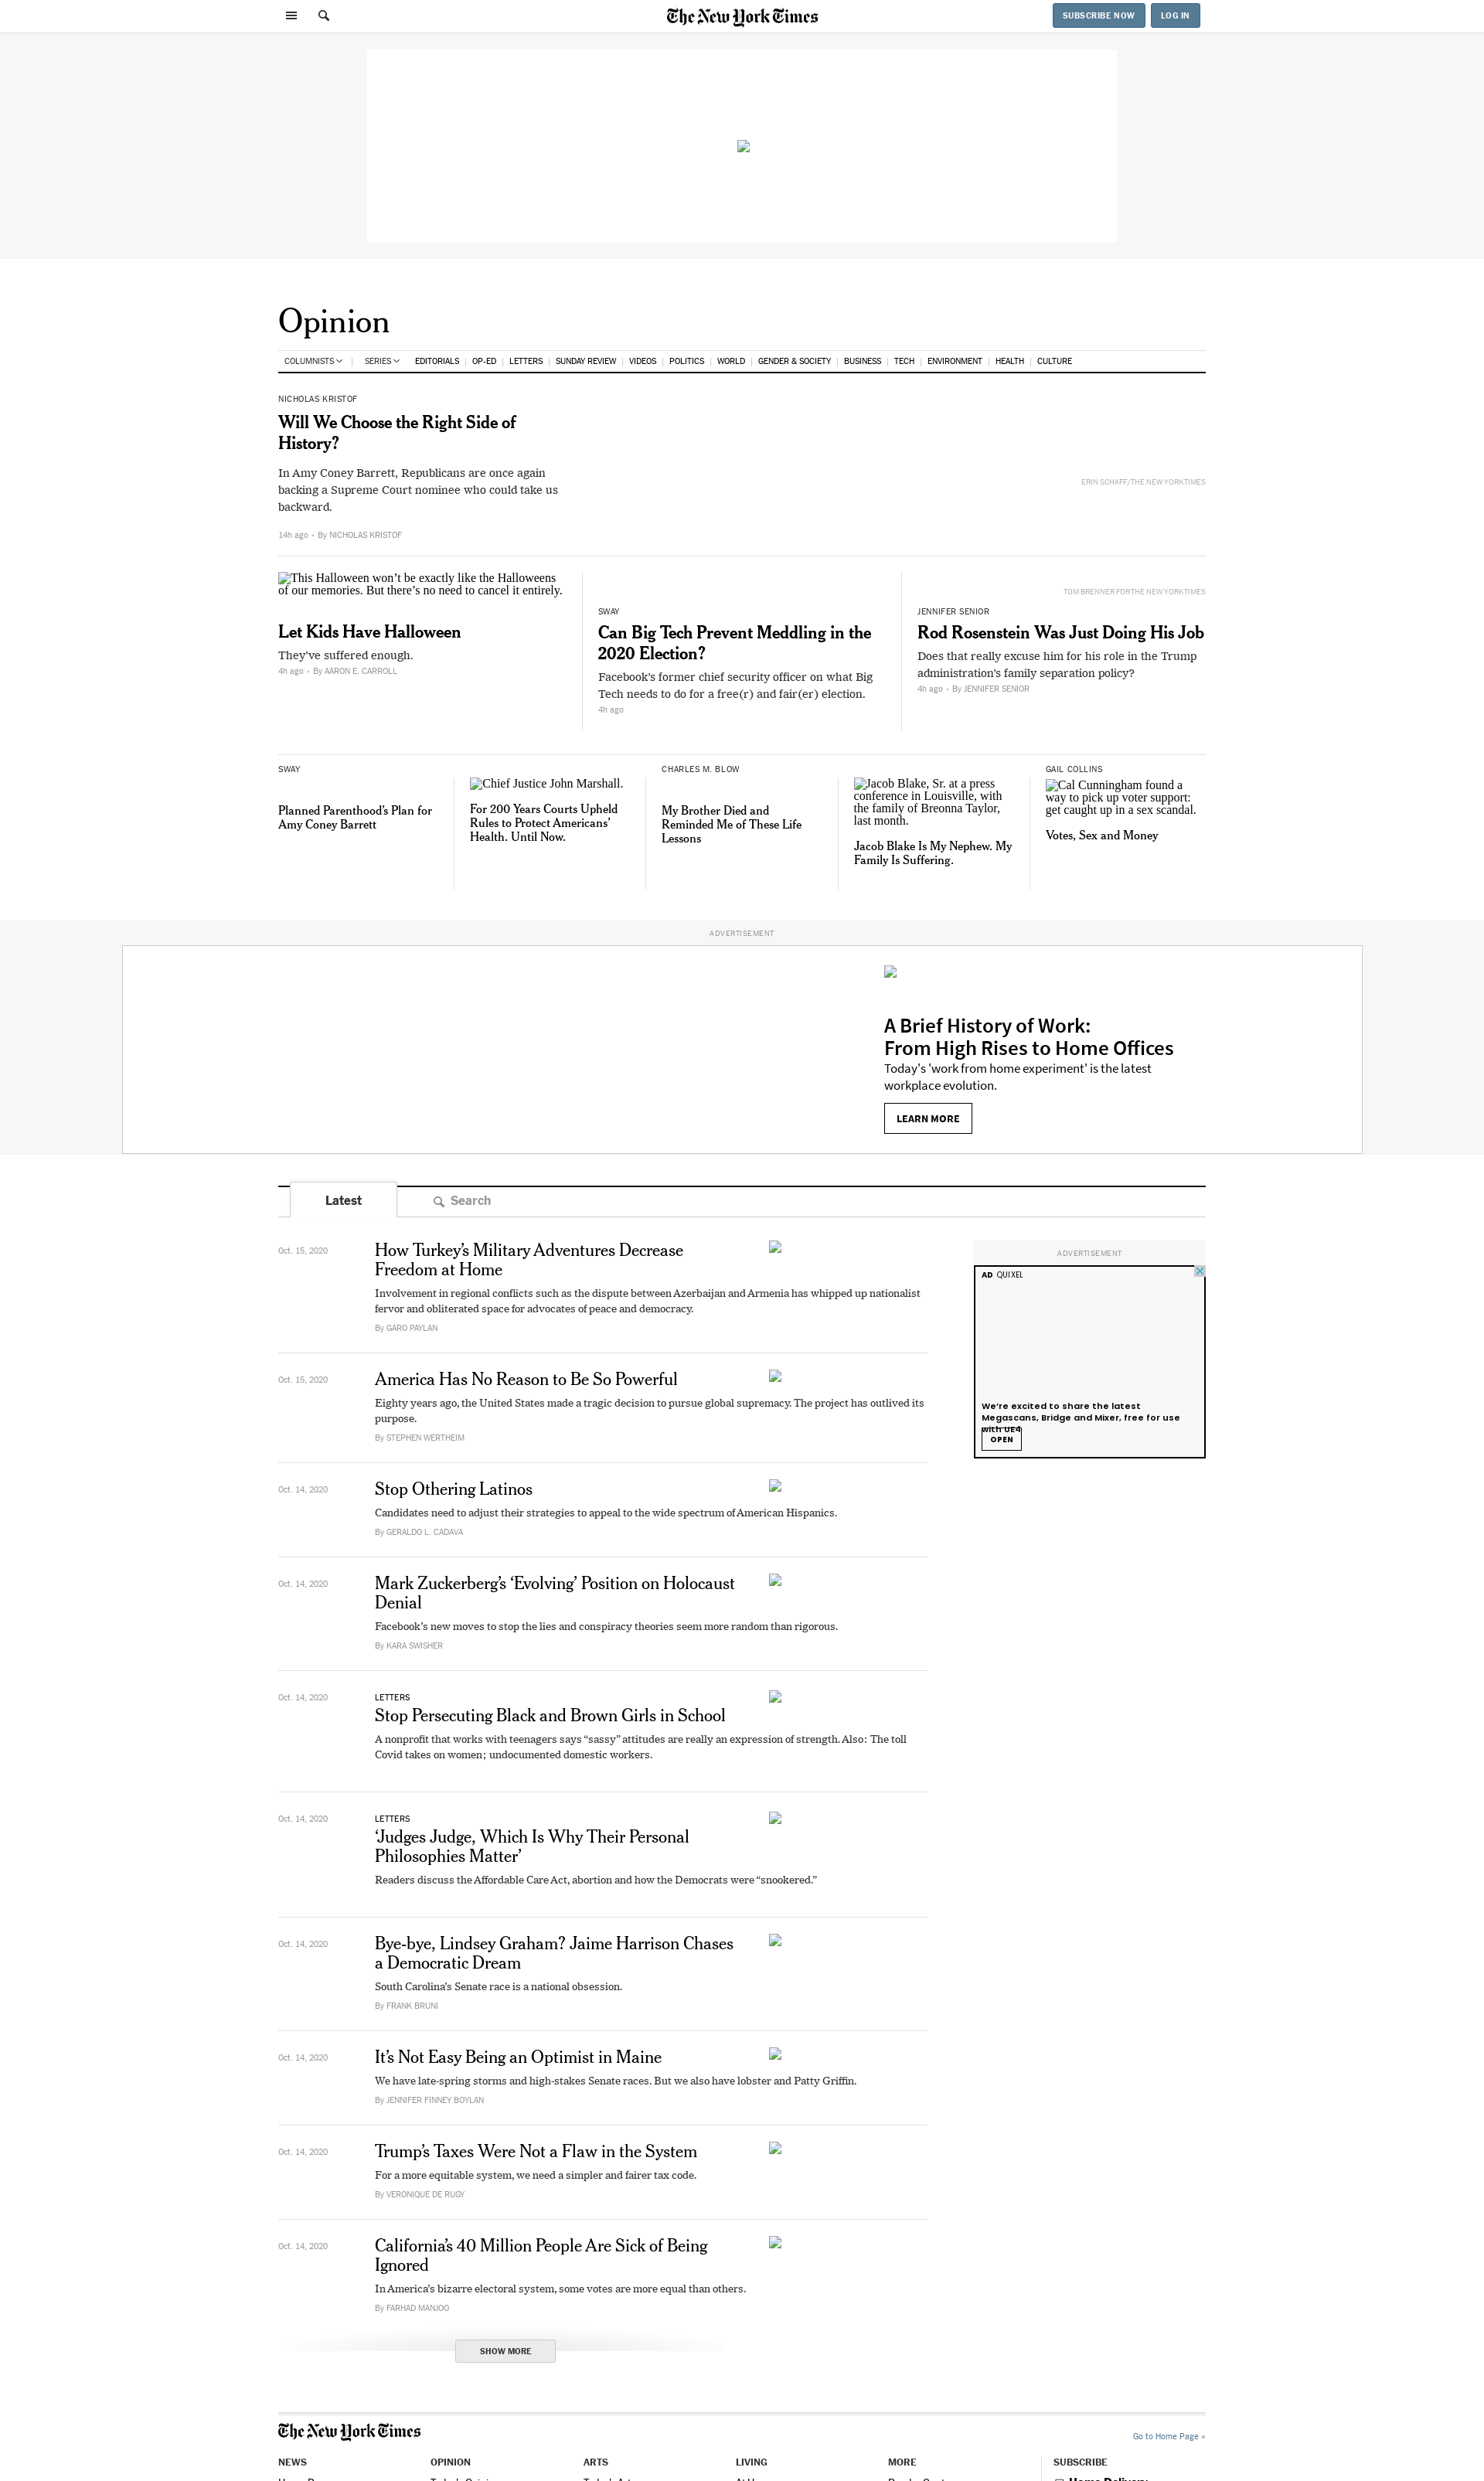 The New York Times
SUBSCRIBE NOW
LOG IN
Opinion
COLUMNISTS
SERIES
EDITORIALS
OP-ED
LETTERS
SUNDAY REVIEW
VIDEOS
POLITICS
WORLD
GENDER & SOCIETY
BUSINESS
TECH
ENVIRONMENT
HEALTH
CULTURE
NICHOLAS KRISTOF
Will We Choose the Right Side of
History?
In Amy Coney Barrett, Republicans are once again
backing a Supreme Court nominee who could take us
backward.
14h ago • By NICHOLAS KRISTOF
ERIN SCHAFF/THE NEW YORK TIMES
This Halloween won’t be exactly like the Halloweens
of our memories. But there’s no need to cancel it entirely.
Let Kids Have Halloween
They’ve suffered enough.
4h ago • By AARON E. CARROLL
SWAY
Can Big Tech Prevent Meddling in the
2020 Election?
Facebook’s former chief security officer on what Big
Tech needs to do for a free(r) and fair(er) election.
4h ago
TOM BRENNER FOR THE NEW YORK TIMES
JENNIFER SENIOR
Rod Rosenstein Was Just Doing His Job
Does that really excuse him for his role in the Trump
administration’s family separation policy?
4h ago • By JENNIFER SENIOR
SWAY
Planned Parenthood’s Plan for
Amy Coney Barrett
Chief Justice John Marshall.
For 200 Years Courts Upheld
Rules to Protect Americans’
Health. Until Now.
CHARLES M. BLOW
My Brother Died and
Reminded Me of These Life
Lessons
Jacob Blake, Sr. at a press
conference in Louisville, with
the family of Breonna Taylor,
last month.
Jacob Blake Is My Nephew. My
Family Is Suffering.
GAIL COLLINS
Cal Cunningham found a
way to pick up voter support:
get caught up in a sex scandal.
Votes, Sex and Money
ADVERTISEMENT
A Brief History of Work:
From High Rises to Home Offices
Today's 'work from home experiment' is the latest
workplace evolution.
LEARN MORE
Latest
Search
Oct. 15, 2020
How Turkey’s Military Adventures Decrease
Freedom at Home
Involvement in regional conflicts such as the dispute between Azerbaijan and Armenia has whipped up nationalist
fervor and obliterated space for advocates of peace and democracy.
By GARO PAYLAN
ADVERTISEMENT
AD QUIXEL
We’re excited to share the latest
Megascans, Bridge and Mixer, free for use
with UE4
OPEN
Oct. 15, 2020
America Has No Reason to Be So Powerful
Eighty years ago, the United States made a tragic decision to pursue global supremacy. The project has outlived its
purpose.
By STEPHEN WERTHEIM
Oct. 14, 2020
Stop Othering Latinos
Candidates need to adjust their strategies to appeal to the wide spectrum of American Hispanics.
By GERALDO L. CADAVA
Oct. 14, 2020
Mark Zuckerberg’s ‘Evolving’ Position on Holocaust
Denial
Facebook’s new moves to stop the lies and conspiracy theories seem more random than rigorous.
By KARA SWISHER
Oct. 14, 2020
LETTERS
Stop Persecuting Black and Brown Girls in School
A nonprofit that works with teenagers says “sassy” attitudes are really an expression of strength. Also: The toll
Covid takes on women; undocumented domestic workers.
Oct. 14, 2020
LETTERS
‘Judges Judge, Which Is Why Their Personal
Philosophies Matter’
Readers discuss the Affordable Care Act, abortion and how the Democrats were “snookered.”
Oct. 14, 2020
Bye-bye, Lindsey Graham? Jaime Harrison Chases
a Democratic Dream
South Carolina’s Senate race is a national obsession.
By FRANK BRUNI
Oct. 14, 2020
It’s Not Easy Being an Optimist in Maine
We have late-spring storms and high-stakes Senate races. But we also have lobster and Patty Griffin.
By JENNIFER FINNEY BOYLAN
Oct. 14, 2020
Trump’s Taxes Were Not a Flaw in the System
For a more equitable system, we need a simpler and fairer tax code.
By VERONIQUE DE RUGY
Oct. 14, 2020
California’s 40 Million People Are Sick of Being
Ignored
In America’s bizarre electoral system, some votes are more equal than others.
By FARHAD MANJOO
SHOW MORE
The New York Times
Go to Home Page »
NEWS
OPINION
ARTS
LIVING
MORE
SUBSCRIBE